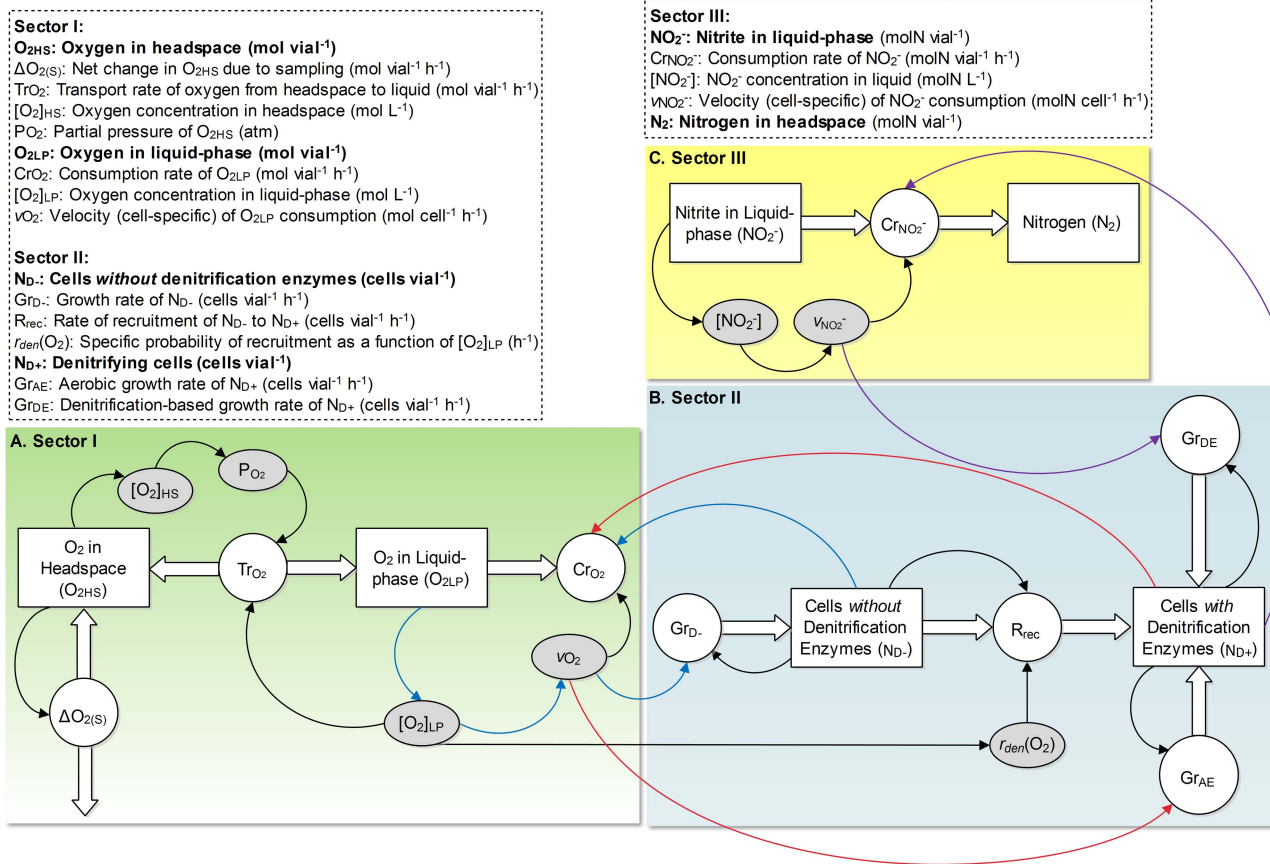 Sector I:
O₂HS: Oxygen in headspace (mol vial⁻¹)
ΔO₂(S): Net change in O₂HS due to sampling (mol vial⁻¹ h⁻¹)
TrO₂: Transport rate of oxygen from headspace to liquid (mol vial⁻¹ h⁻¹)
[O₂]HS: Oxygen concentration in headspace (mol L⁻¹)
PO₂: Partial pressure of O₂HS (atm)
O₂LP: Oxygen in liquid-phase (mol vial⁻¹)
CrO₂: Consumption rate of O₂LP (mol vial⁻¹ h⁻¹)
[O₂]LP: Oxygen concentration in liquid-phase (mol L⁻¹)
vO₂: Velocity (cell-specific) of O₂LP consumption (mol cell⁻¹ h⁻¹)
Sector II:
ND-: Cells without denitrification enzymes (cells vial⁻¹)
GrD-: Growth rate of ND- (cells vial⁻¹ h⁻¹)
Rrec: Rate of recruitment of ND- to ND+ (cells vial⁻¹ h⁻¹)
rden(O₂): Specific probability of recruitment as a function of [O₂]LP (h⁻¹)
ND+: Denitrifying cells (cells vial⁻¹)
GrAE: Aerobic growth rate of ND+ (cells vial⁻¹ h⁻¹)
GrDE: Denitrification-based growth rate of ND+ (cells vial⁻¹ h⁻¹)
Sector III:
NO₂⁻: Nitrite in liquid-phase (molN vial⁻¹)
CrNO₂⁻: Consumption rate of NO₂⁻ (molN vial⁻¹ h⁻¹)
[NO₂⁻]: NO₂⁻ concentration in liquid (molN L⁻¹)
vNO₂⁻: Velocity (cell-specific) of NO₂⁻ consumption (molN cell⁻¹ h⁻¹)
N₂: Nitrogen in headspace (molN vial⁻¹)
C. Sector III
Nitrite in Liquid-
phase (NO₂⁻)
CrNO₂⁻
Nitrogen (N₂)
[NO₂⁻]
vNO₂⁻
A. Sector I
PO₂
[O₂]HS
O₂ in
Headspace
(O₂HS)
TrO₂
O₂ in Liquid-
phase (O₂LP)
CrO₂
vO₂
ΔO₂(S)
[O₂]LP
B. Sector II
GrDE
GrD-
Cells without
Denitrification
Enzymes (ND-)
Rrec
Cells with
Denitrification
Enzymes (ND+)
rden(O₂)
GrAE